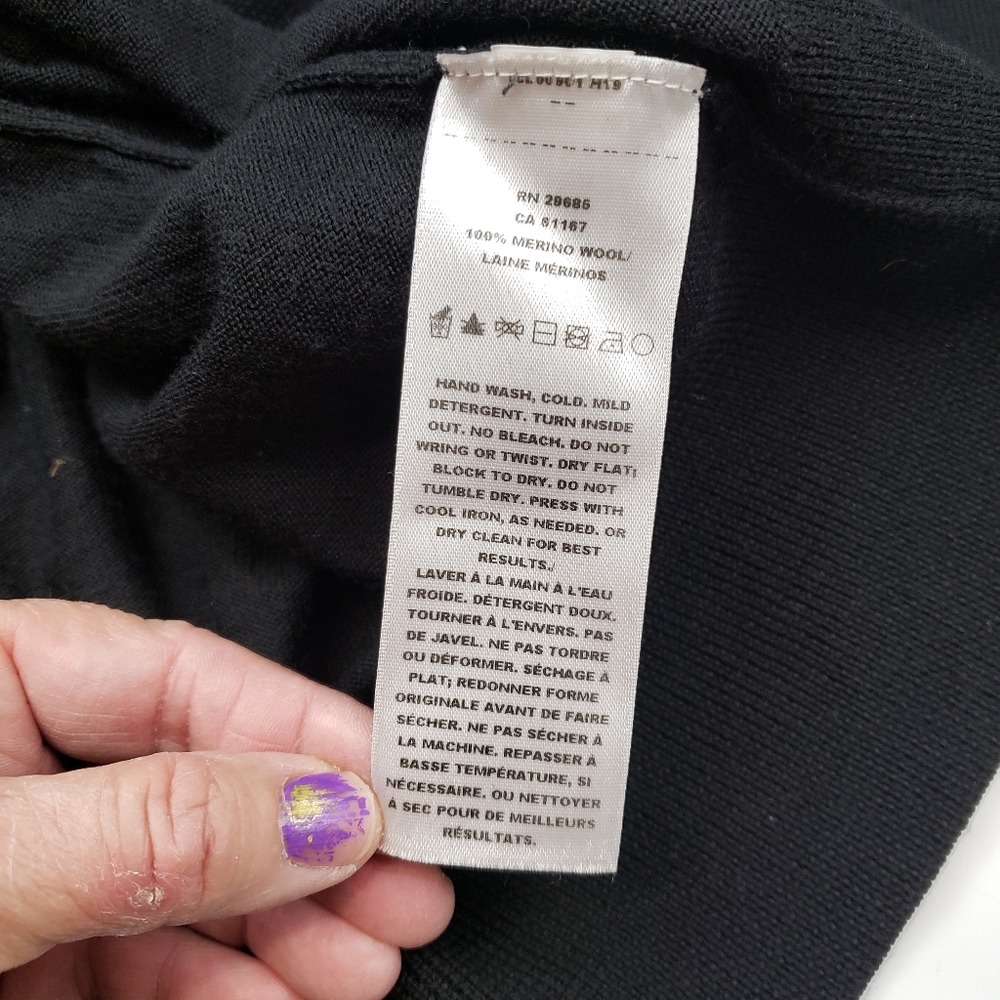 H19
--
RN 29685
CA 61167
100% MERINO WOOL/
LAINE MÉRINOS
HAND WASH, COLD. MILD
DETERGENT. TURN INSIDE
OUT. NO BLEACH. DO NOT
WRING OR TWIST. DRY FLAT;
BLOCK TO DRY. DO NOT
TUMBLE DRY. PRESS WITH
COOL IRON, AS NEEDED. OR
DRY CLEAN FOR BEST
RESULTS./
LAVER À LA MAIN À L'EAU
FROIDE. DÉTERGENT DOUX.
TOURNER À L'ENVERS. PAS
DE JAVEL. NE PAS TORDRE
OU DÉFORMER. SÉCHAGE À
PLAT; REDONNER FORME
ORIGINALE AVANT DE FAIRE
SÉCHER. NE PAS SÉCHER À
LA MACHINE. REPASSER À
BASSE TEMPÉRATURE, SI
NÉCESSAIRE. OU NETTOYER
À SEC POUR DE MEILLEURS
RÉSULTATS.